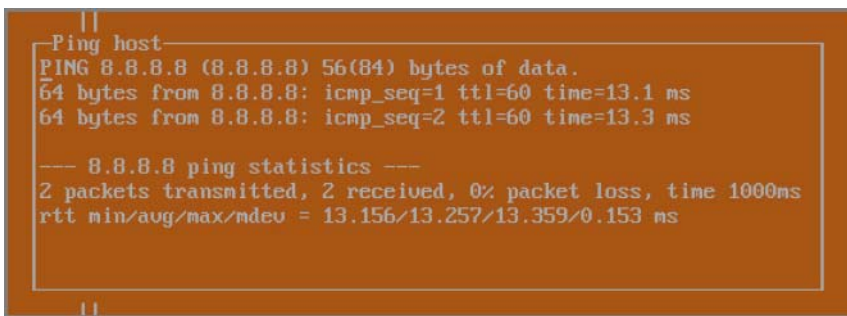 Ping host
PING 8.8.8.8 (8.8.8.8) 56(84) bytes of data.
64 bytes from 8.8.8.8: icmp_seq=1 ttl=60 time=13.1 ms
64 bytes from 8.8.8.8: icmp_seq=2 ttl=60 time=13.3 ms
--- 8.8.8.8 ping statistics ---
2 packets transmitted, 2 received, 0% packet loss, time 1000ms
rtt min/avg/max/mdev = 13.156/13.257/13.359/0.153 ms